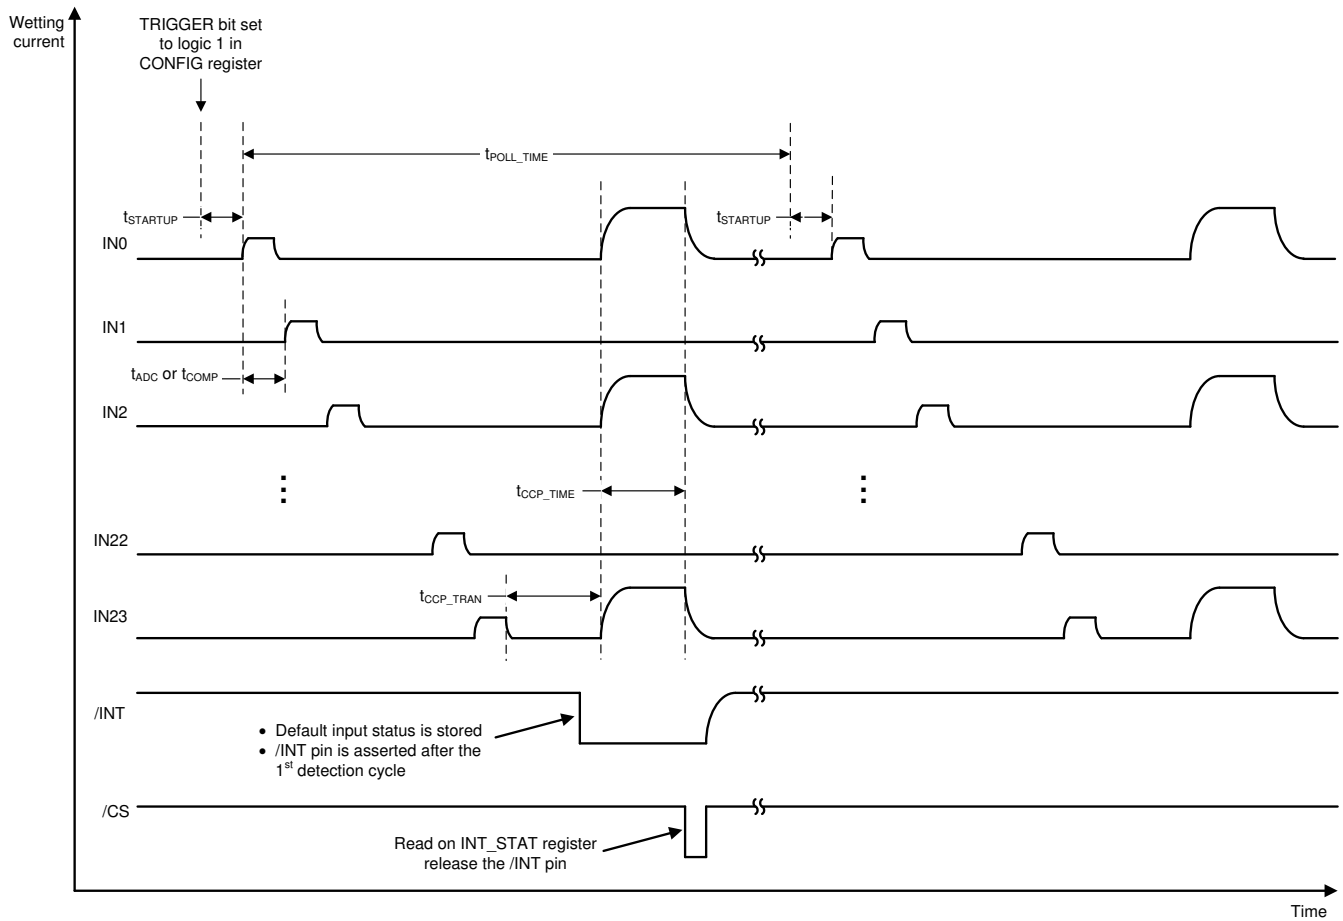 Wetting
current
TRIGGER bit set
to logic 1 in
CONFIG register
tPOLL_TIME
tSTARTUP
tSTARTUP
IN0
IN1
tADC or tCOMP
IN2
tCCP_TIME
IN22
tCCP_TRAN
IN23
/INT
• Default input status is stored
• /INT pin is asserted after the
1st detection cycle
/CS
Read on INT_STAT register
release the /INT pin
Time